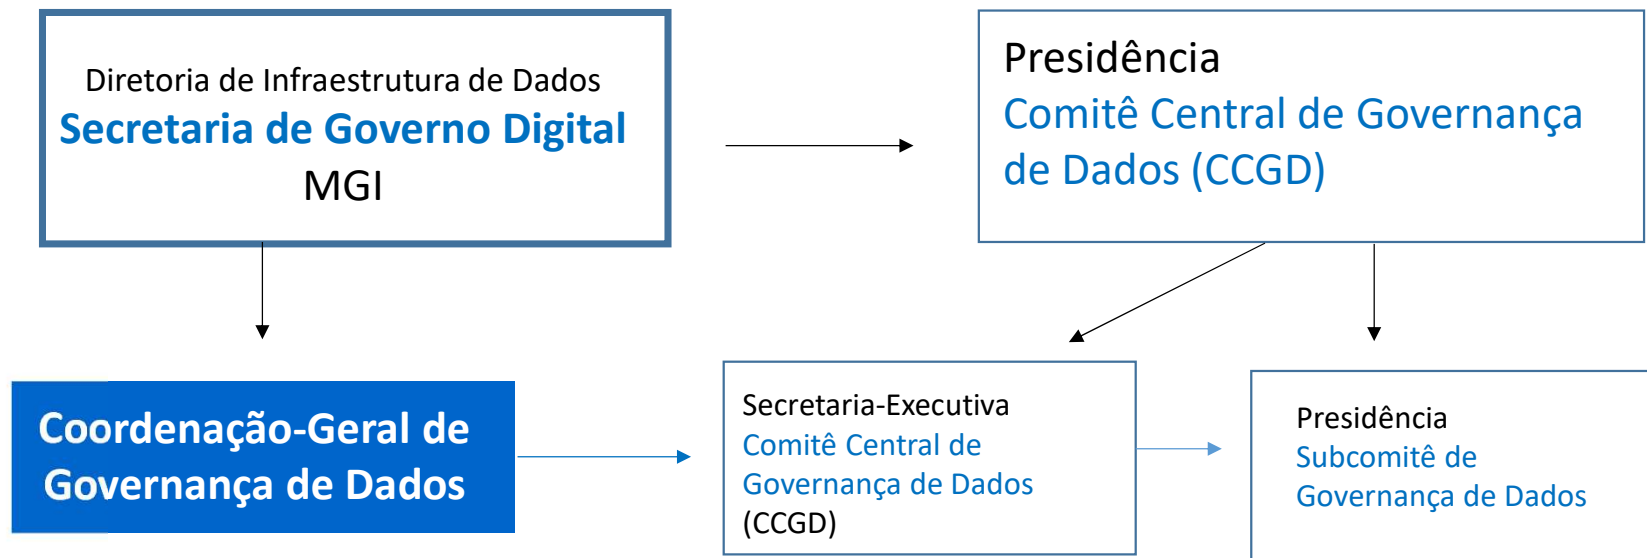 Diretoria de Infraestrutura de Dados
Secretaria de Governo Digital
MGI
Presidência
Comitê Central de Governança
de Dados (CCGD)
Coordenação-Geral de
Governança de Dados
Secretaria-Executiva
Comitê Central de
Governança de Dados
(CCGD)
Presidência
Subcomitê de
Governança de Dados